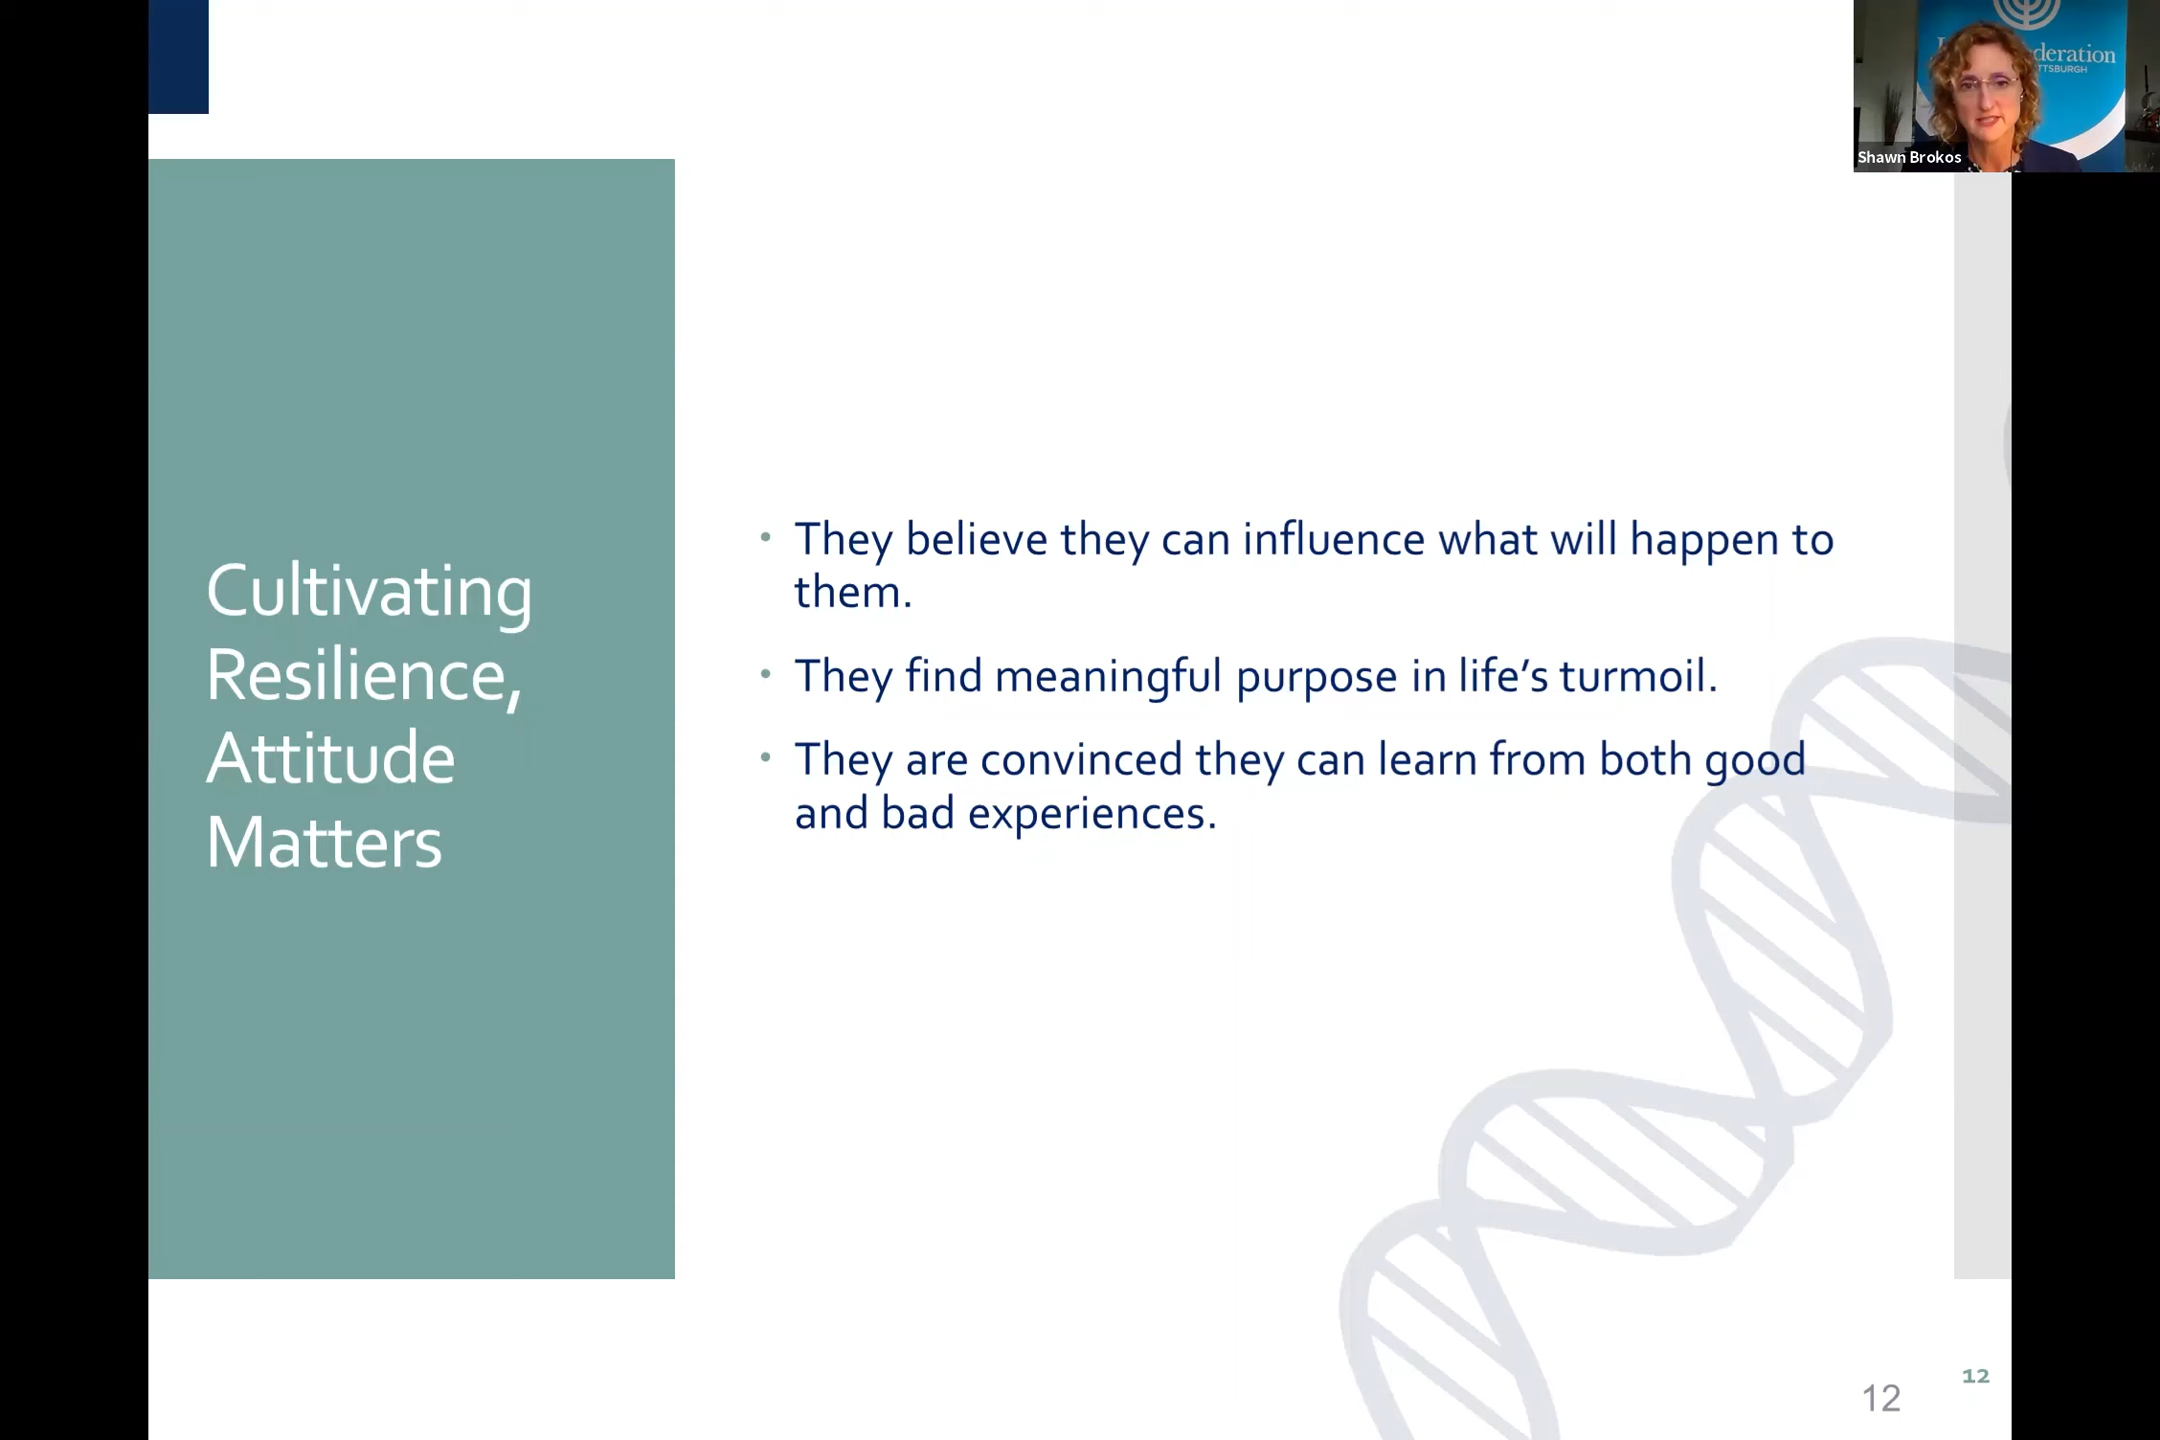 deration
TTSBURGH
Shawn Brokos
Cultivating
Resilience,
Attitude
Matters
• They believe they can influence what will happen to
them.
• They find meaningful purpose in life’s turmoil.
• They are convinced they can learn from both good
and bad experiences.
12
12